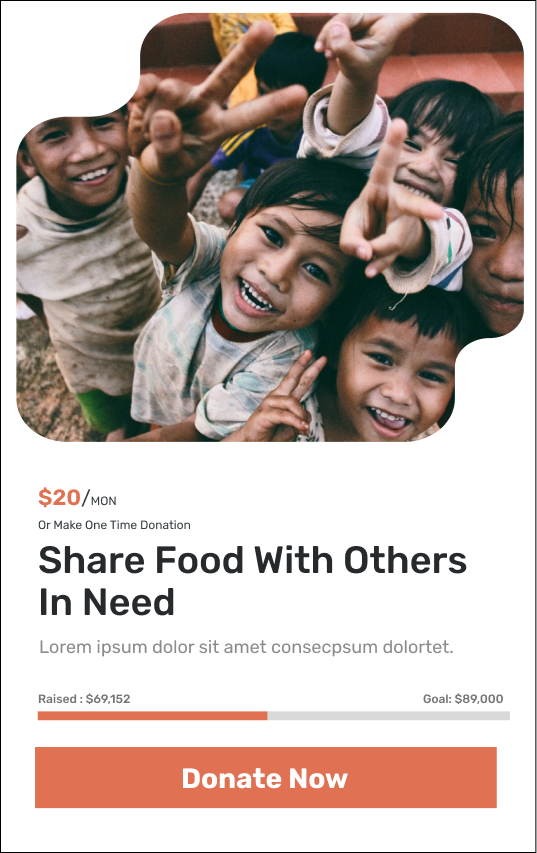 $20/MON
Or Make One Time Donation
Share Food With Others
In Need
Lorem ipsum dolor sit amet consecpsum dolortet.
Raised : $69,152 Goal: $89,000
Donate Now